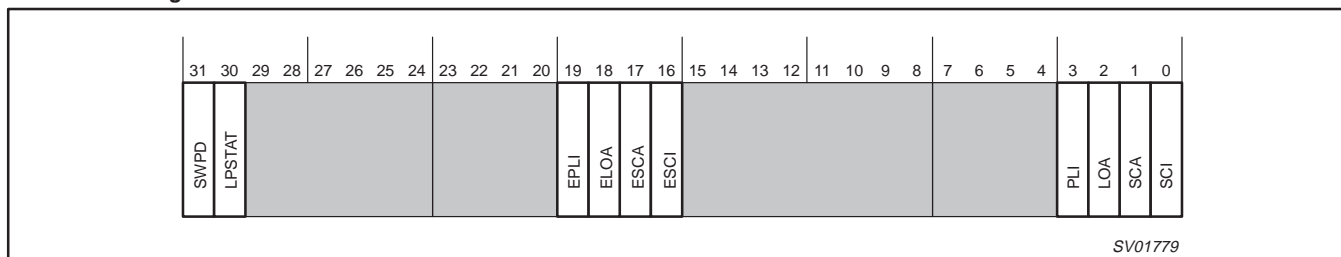 31 30 29 28 27 26 25 24 23 22 21 20 19 18 17 16 15 14 13 12 11 10 9 8 7 6 5 4 3 2 1 0
SWPD LPSTAT EPLI ELOA ESCA ESCI PLI LOA SCA SCI
SV01779